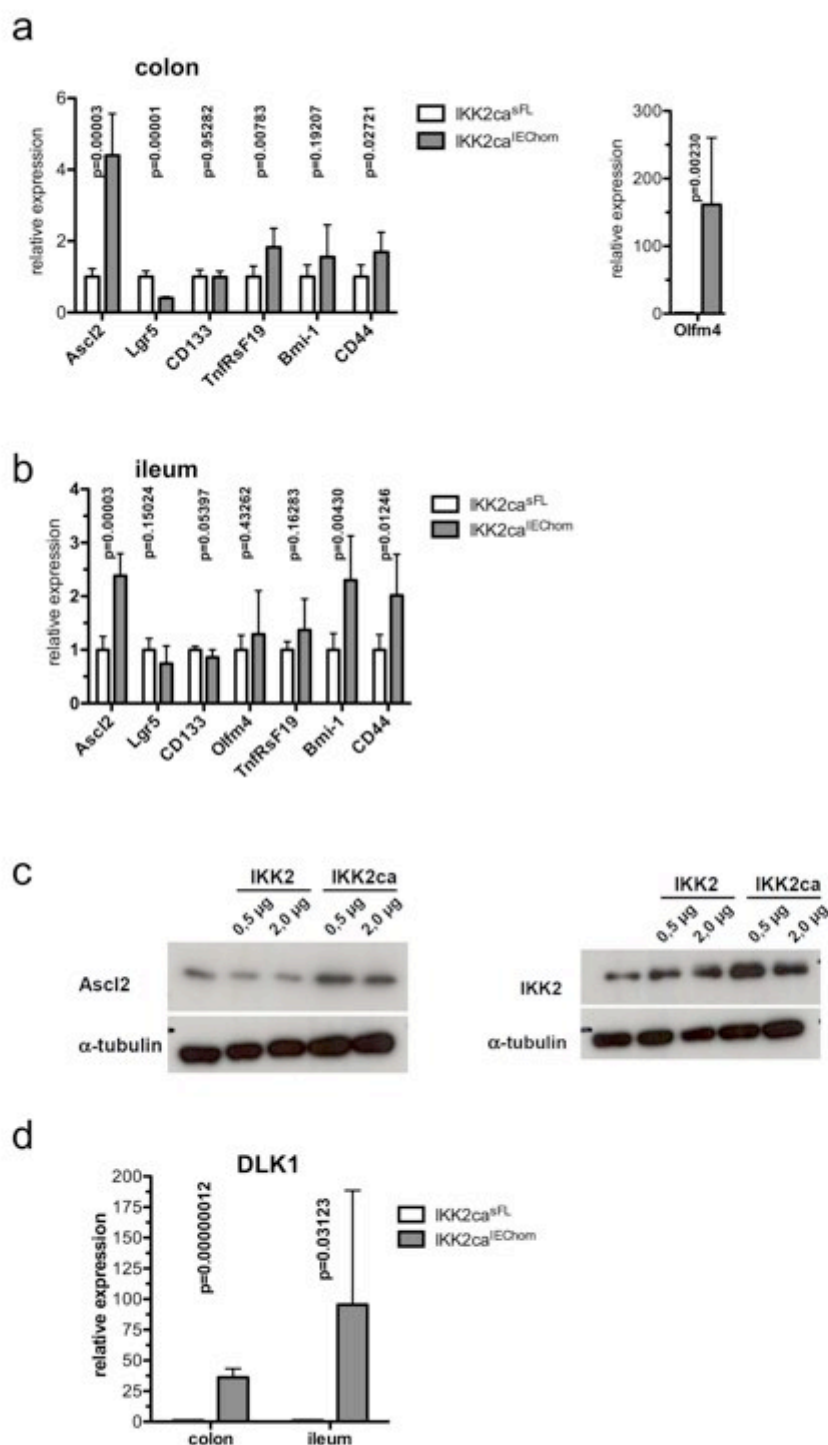 a
colon
relative expression
6
4
2
0
p=0.00003
p=0.00001
p=0.95282
p=0.00783
p=0.19207
p=0.02721
Ascl2
Lgr5
CD133
TnfRsF19
Bmi-1
CD44
IKK2ca^sFL
IKK2ca^IEChom
relative expression
300
250
150
100
50
0
p=0.00230
Olfm4
b
ileum
relative expression
4
3
2
1
0
p=0.00003
p=0.15024
p=0.05397
p=0.43262
p=0.16283
p=0.00430
p=0.01246
Ascl2
Lgr5
CD133
Olfm4
TnfRsF19
Bmi-1
CD44
IKK2ca^sFL
IKK2ca^IEChom
c
IKK2 IKK2ca
0,5 µg 2,0 µg 0,5 µg 2,0 µg
Ascl2
α-tubulin
IKK2 IKK2ca
0,5 µg 2,0 µg 0,5 µg 2,0 µg
IKK2
α-tubulin
d
DLK1
relative expression
200
175
150
125
100
75
50
25
0
p=0.00000012
p=0.03123
colon ileum
IKK2ca^sFL
IKK2ca^IEChom